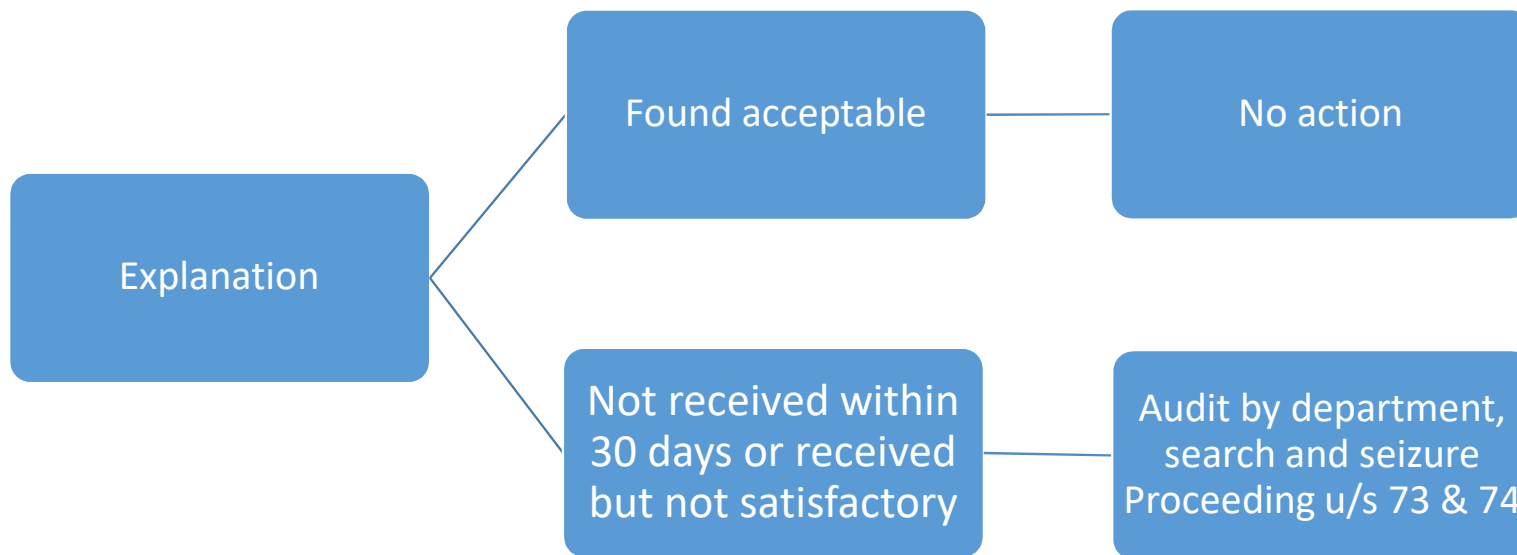 Explanation
Found acceptable
No action
Not received within
30 days or received
but not satisfactory
Audit by department,
search and seizure
Proceeding u/s 73 & 74